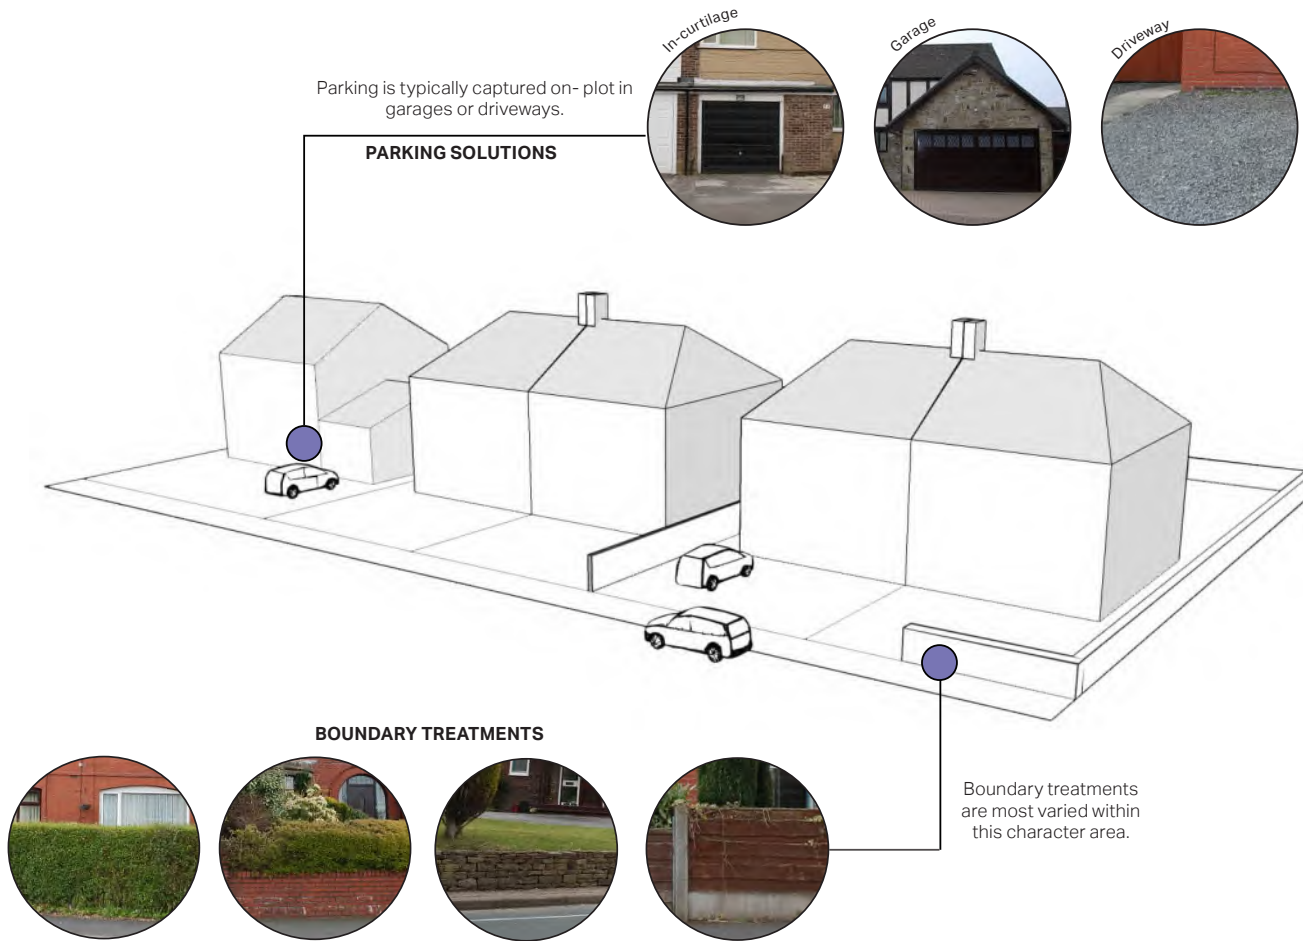 In-curtilage
Garage
Driveway
Parking is typically captured on- plot in
garages or driveways.
PARKING SOLUTIONS
BOUNDARY TREATMENTS
Boundary treatments
are most varied within
this character area.